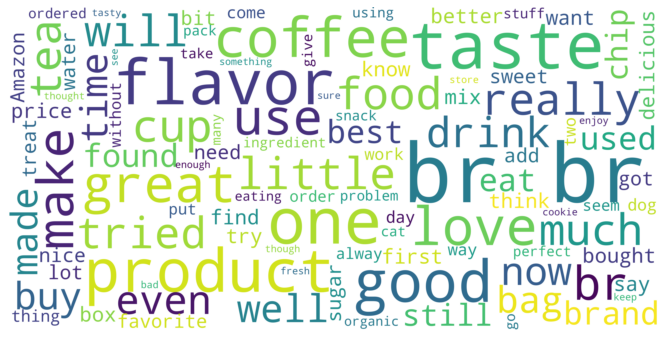 ordered tasty
using
stuff
will
bit
come
better
want
pack
coffee
taste
tea
Amazon
water
time
see
take
give
something
chip
delicious
thought
flavor
know
sweet
store
price
without
use
food
mix
really
sure
cup
many
snack
best
drink
two
enjoy
used
treat
make
found
need
ingredient
work
add
br br
got
enough
great
little
eat
made
put
eating
order
problem
think
seem
dog
tried
one
love
much
cookie
find
try
day
cat
nice
though
alway
first
way
perfect
bought
lot
product
fresh
good
now
br
say
buy
bad
keep
even
well
sugar
still
bag
brand
thing
box
favorite
organic
go